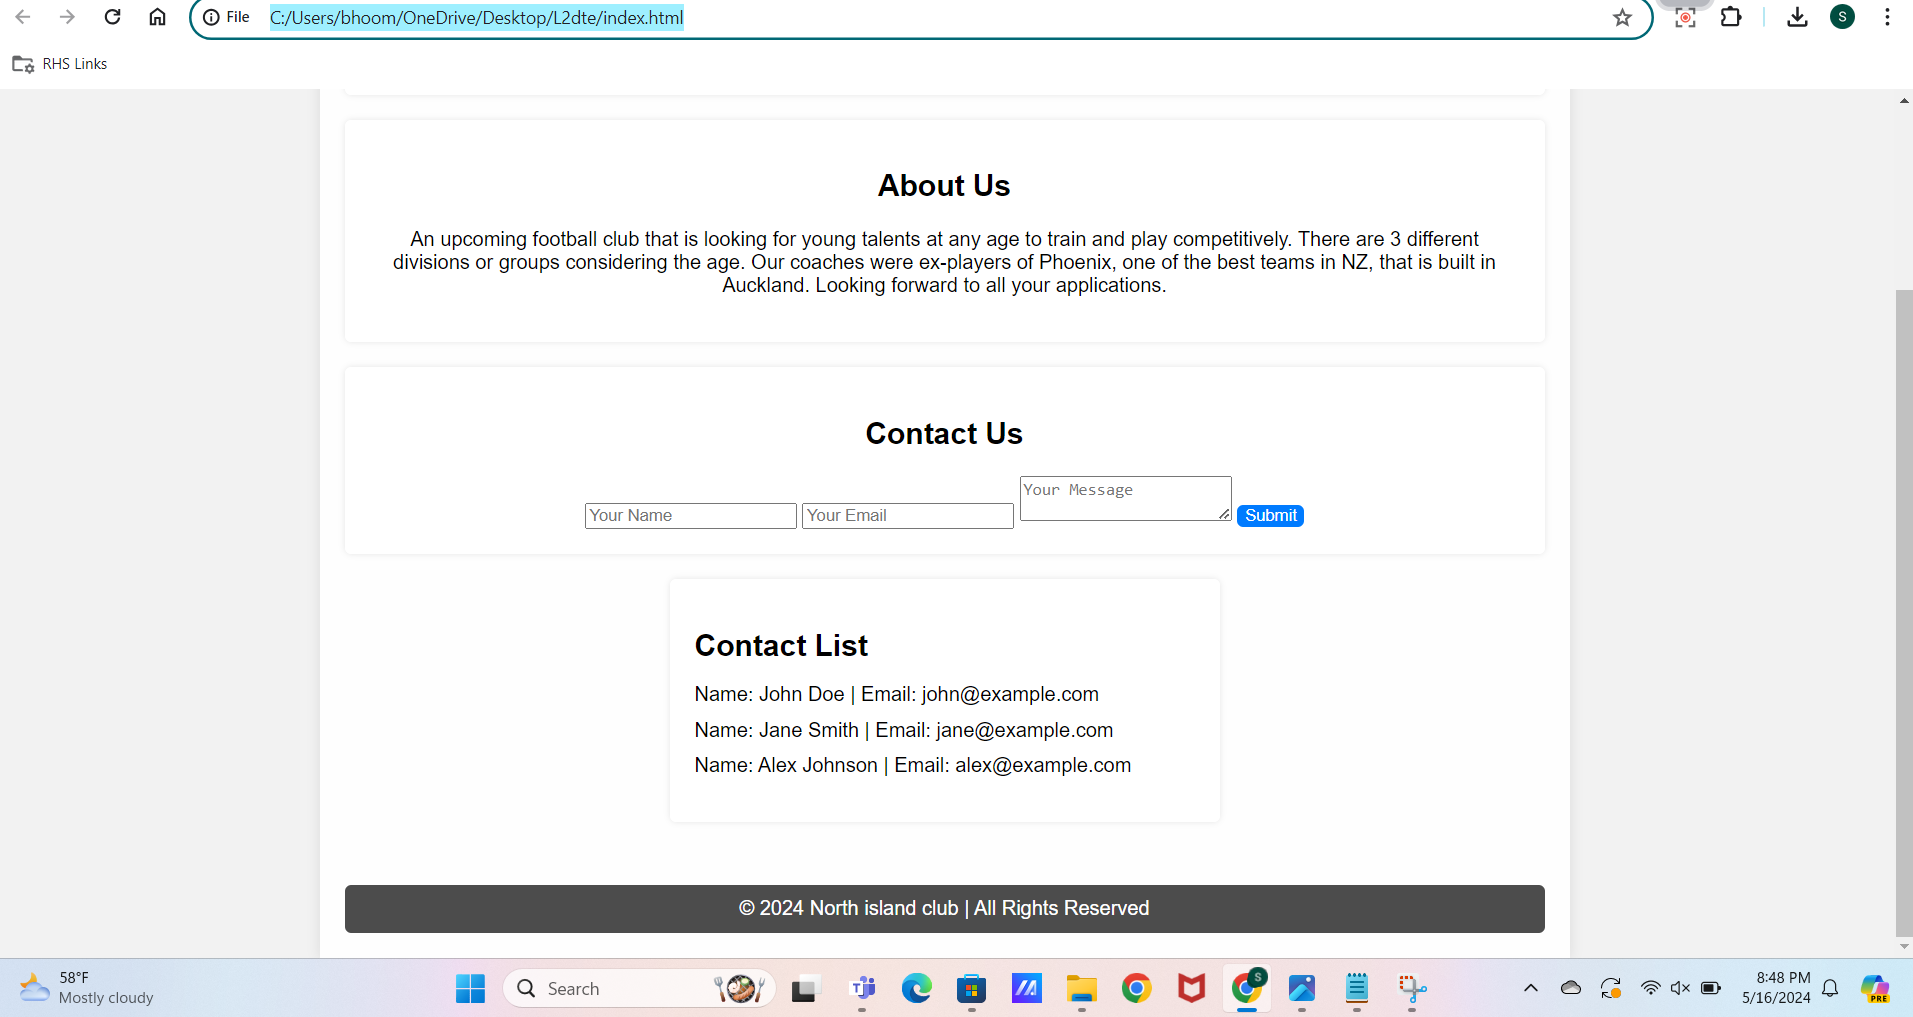 File C:/Users/bhoom/OneDrive/Desktop/L2dte/index.html S
RHS Links
About Us
An upcoming football club that is looking for young talents at any age to train and play competitively. There are 3 different
divisions or groups considering the age. Our coaches were ex-players of Phoenix, one of the best teams in NZ, that is built in
Auckland. Looking forward to all your applications.
Contact Us
Your Name Your Email Your Message Submit
Contact List
Name: John Doe | Email: john@example.com
Name: Jane Smith | Email: jane@example.com
Name: Alex Johnson | Email: alex@example.com
© 2024 North island club | All Rights Reserved
58°F
Mostly cloudy
Search
T
S
8:48 PM
5/16/2024
PRE